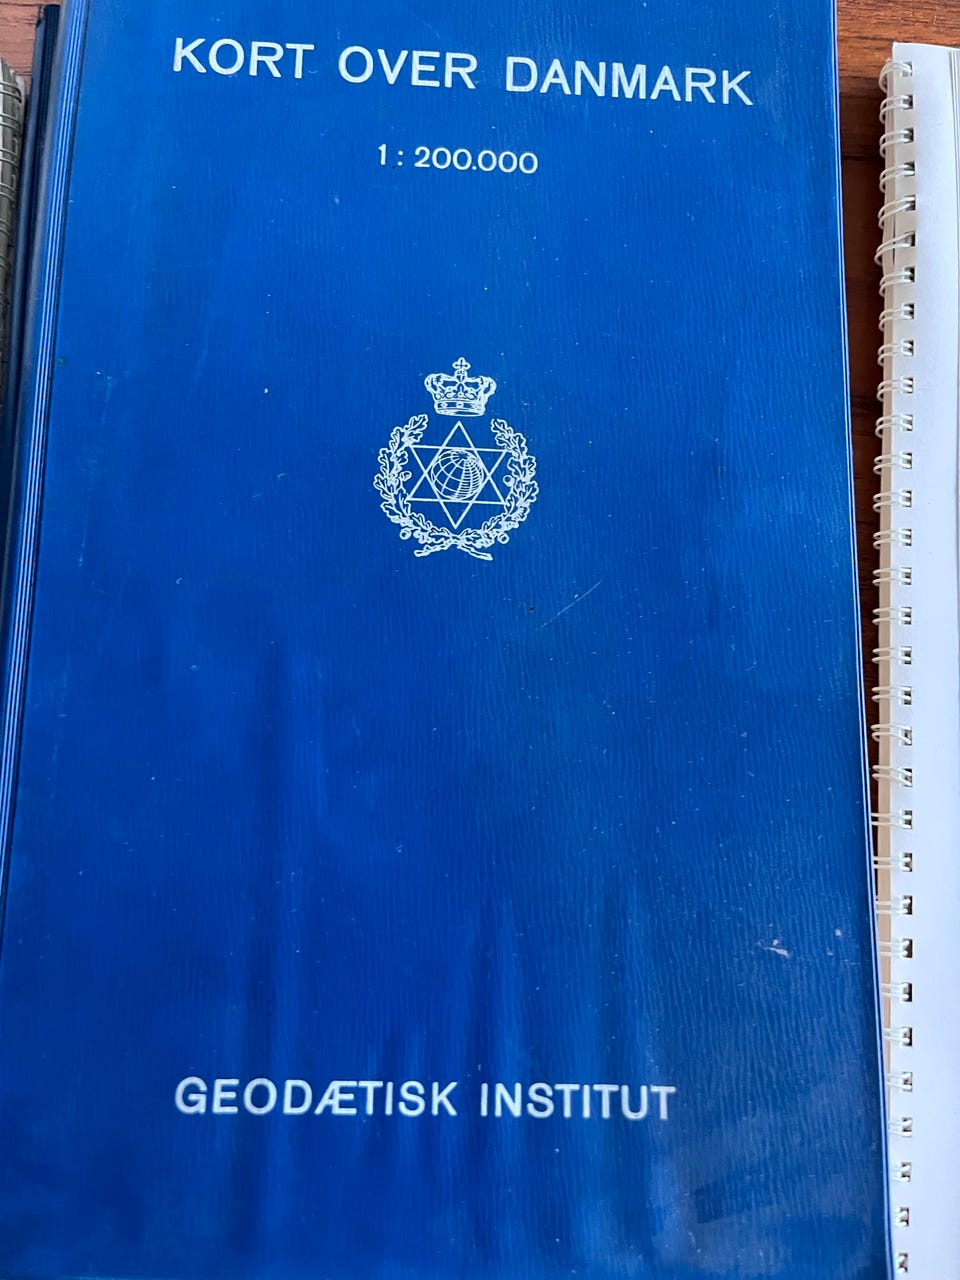 KORT OVER DANMARK
1 : 200.000
GEODÆTISK INSTITUT